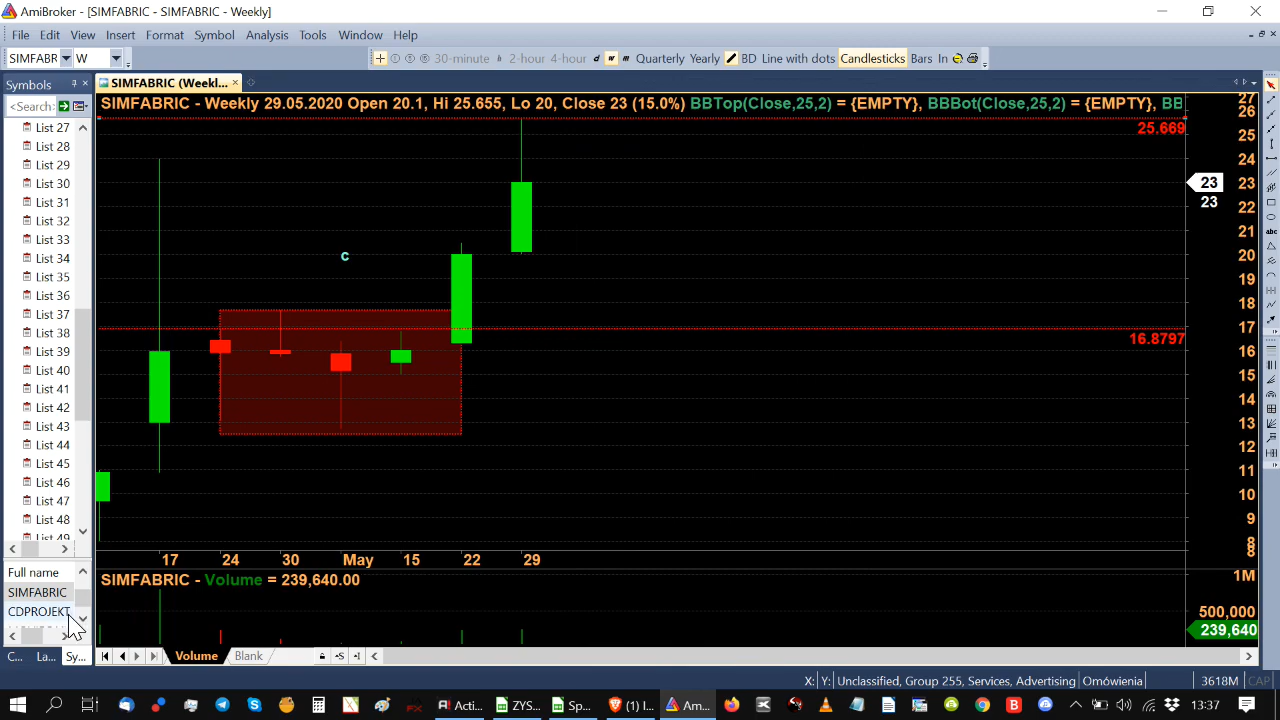 AmiBroker - [SIMFABRIC - SIMFABRIC - Weekly]
File Edit View Insert Format Symbol Analysis Tools Window Help
SIMFABR W 30-minute 2-hour 4-hour d w m Quarterly Yearly BD Line with dots Candlesticks Bars In
Symbols
SIMFABRIC (Weekl...
<Search
SIMFABRIC - Weekly 29.05.2020 Open 20.1, Hi 25.655, Lo 20, Close 23 (15.0%) BBTop(Close,25,2) = {EMPTY}, BBBot(Close,25,2) = {EMPTY}, BB
List 27
List 28
List 29
List 30
List 31
List 32
List 33
List 34
List 35
List 36
List 37
List 38
List 39
List 40
List 41
List 42
List 43
List 44
List 45
List 46
List 47
List 48
List 49
25.669
16.8797
C
27
26
25
24
23
22
21
20
19
18
17
16
15
14
13
12
11
10
9
8
8
23
23
17 24 30 May 15 22 29
Full name
SIMFABRIC
CDPROJEKT
SIMFABRIC - Volume = 239,640.00
1M
500,000
239,640
C... La... Sy...
Volume Blank
X: Y: Unclassified, Group 255, Services, Advertising Omówienia 3618M CAP
Acti... ZYS... Sp... (1) I... Am... 13:37
abc